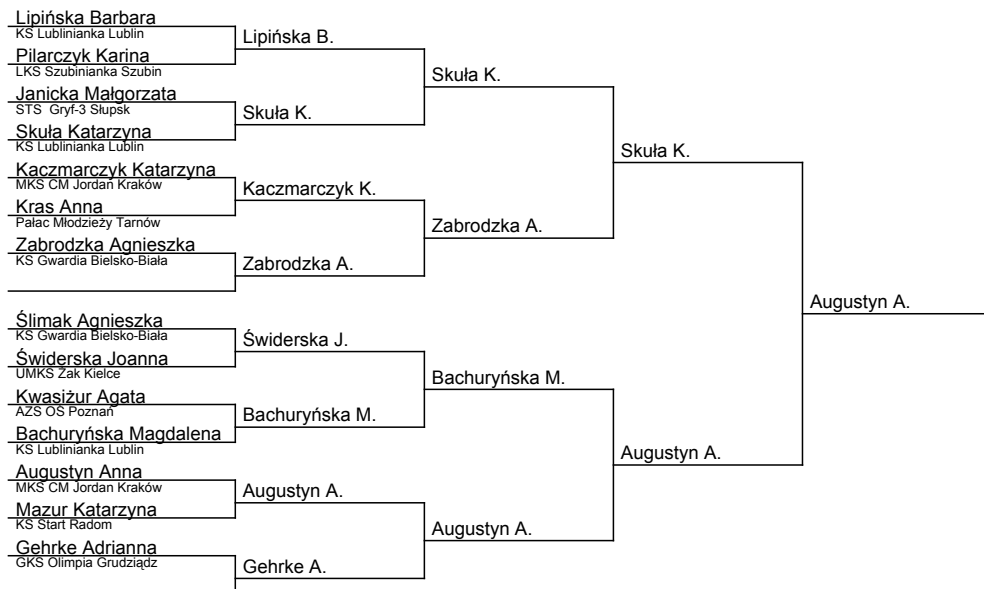 Lipińska Barbara
KS Lublinianka Lublin
Lipińska B.
Pilarczyk Karina
LKS Szubinianka Szubin
Skuła K.
Janicka Małgorzata
STS Gryf-3 Słupsk
Skuła K.
Skuła Katarzyna
KS Lublinianka Lublin
Skuła K.
Kaczmarczyk Katarzyna
MKS CM Jordan Kraków
Kaczmarczyk K.
Kras Anna
Pałac Młodzieży Tarnów
Zabrodzka A.
Zabrodzka Agnieszka
KS Gwardia Bielsko-Biała
Zabrodzka A.
Augustyn A.
Ślimak Agnieszka
KS Gwardia Bielsko-Biała
Świderska J.
Świderska Joanna
UMKS Żak Kielce
Bachuryńska M.
Kwasiżur Agata
AZS OŚ Poznań
Bachuryńska M.
Bachuryńska Magdalena
KS Lublinianka Lublin
Augustyn A.
Augustyn Anna
MKS CM Jordan Kraków
Augustyn A.
Mazur Katarzyna
KS Start Radom
Augustyn A.
Gehrke Adrianna
GKS Olimpia Grudziądz
Gehrke A.